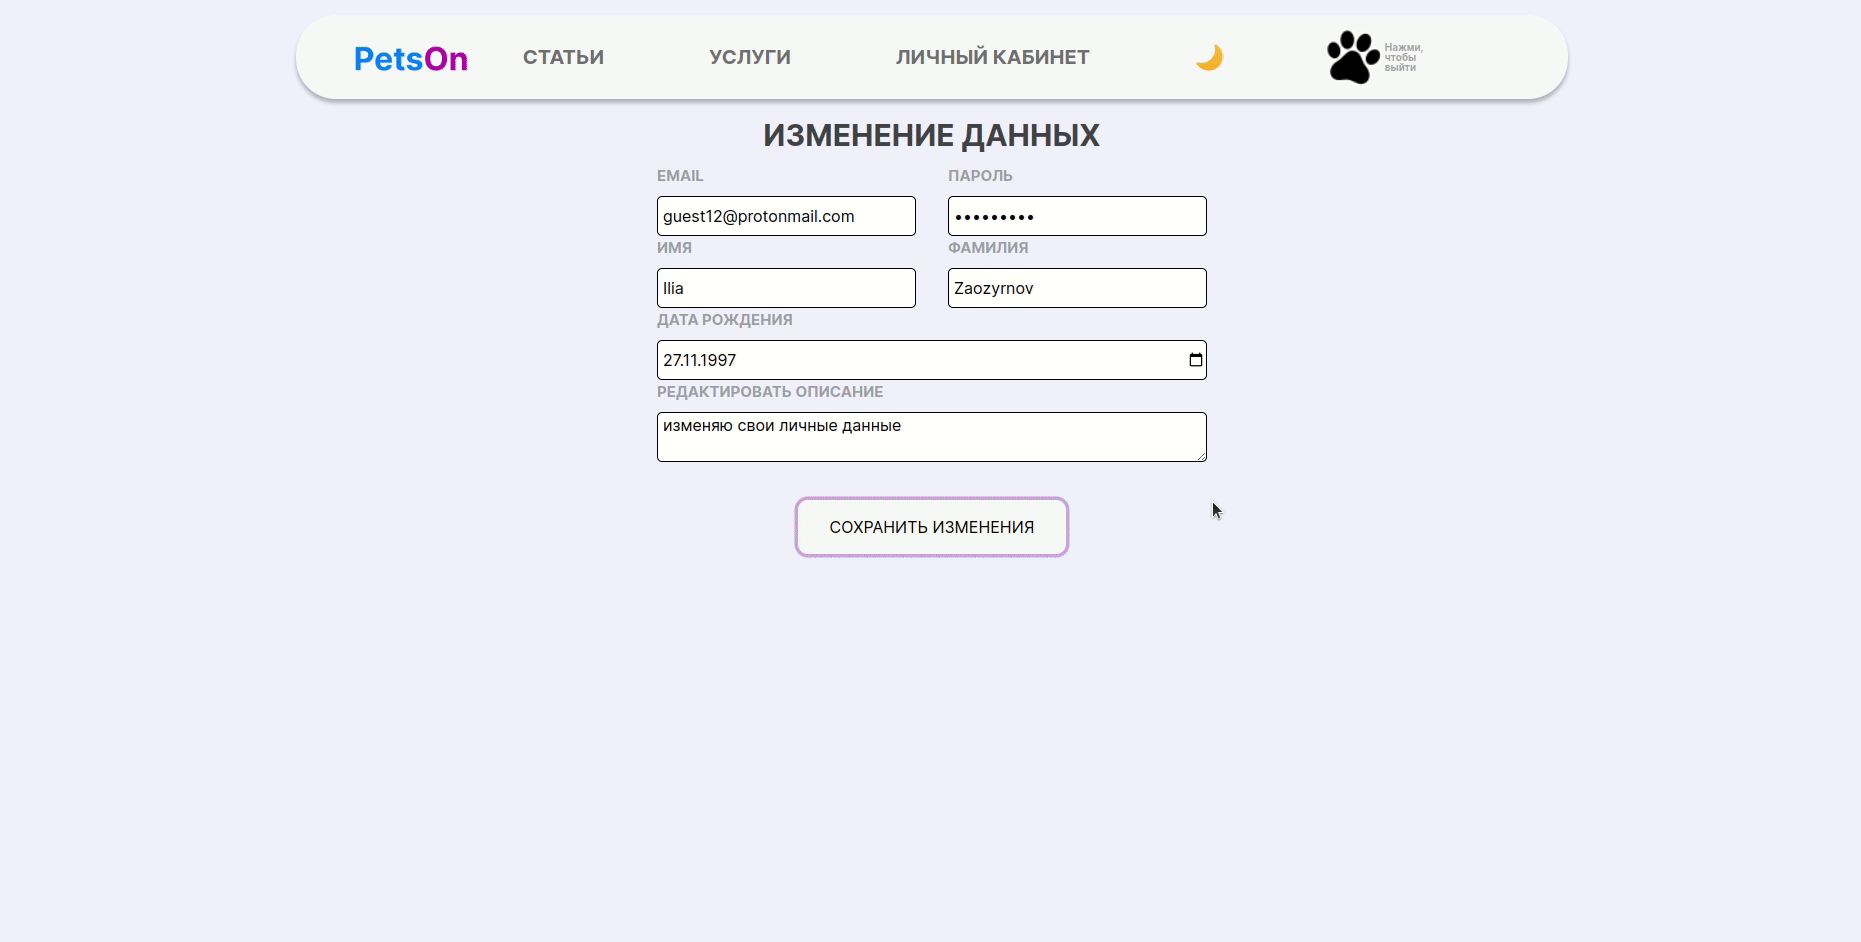 PetsOn СТАТЬИ УСЛУГИ ЛИЧНЫЙ КАБИНЕТ
Нажми,
чтобы
выйти
ИЗМЕНЕНИЕ ДАННЫХ
EMAIL ПАРОЛЬ
guest12@protonmail.com •••••••••
ИМЯ ФАМИЛИЯ
Ilia Zaozyrnov
ДАТА РОЖДЕНИЯ
27.11.1997
РЕДАКТИРОВАТЬ ОПИСАНИЕ
изменяю свои личные данные
СОХРАНИТЬ ИЗМЕНЕНИЯ